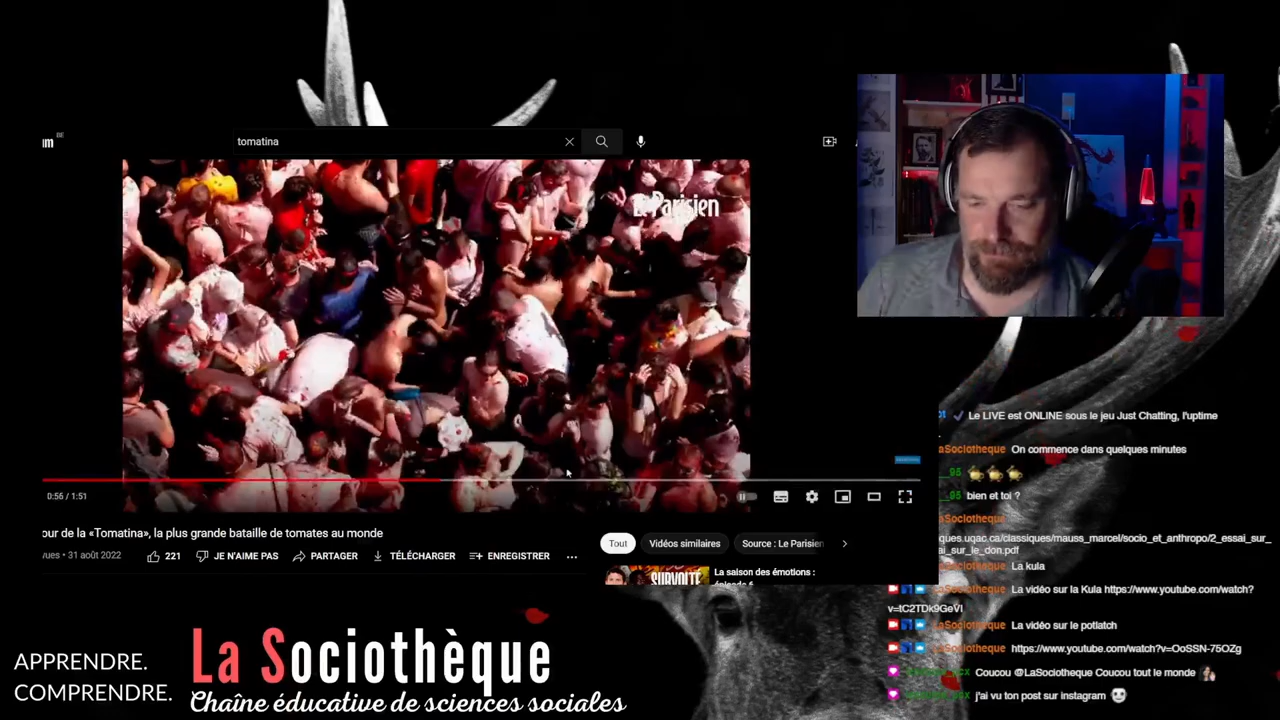 tomatina
Le Parisien
0:56 / 1:51
our de la «Tomatina», la plus grande bataille de tomates au monde
vues • 31 août 2022
221
JE N'AIME PAS
PARTAGER
TÉLÉCHARGER
ENREGISTRER
Tout
Vidéos similaires
Source : Le Parisien
SURVOLTÉ
La saison des émotions :
épisode 6
Le LIVE est ONLINE sous le jeu Just Chatting, l'uptime
aSociotheque On commence dans quelques minutes
_95
_95 bien et toi ?
aSociotheque
ques.uqac.ca/classiques/mauss_marcel/socio_et_anthropo/2_essai_sur_
ai_sur_le_don.pdf
aSociotheque La kula
aSociotheque La vidéo sur la Kula https://www.youtube.com/watch?
v=tC2TDk9GeVI
aSociotheque La vidéo sur le potlatch
aSociotheque https://www.youtube.com/watch?v=OoSSN-75OZg
Coucou @LaSociotheque Coucou tout le monde
j'ai vu ton post sur instagram
APPRENDRE.
COMPRENDRE.
La Sociothèque
Chaîne éducative de sciences sociales